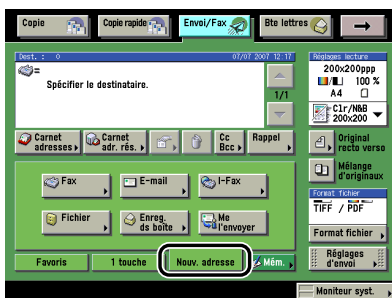 Copie
Copie rapide
Envoi/Fax
Bte lettres
Dest. : 0
07/07 2007 12:17
Spécifier le destinataire.
1/1
Réglages lecture
200x200ppp
100 %
A4
Clr/N&B
200x200
Carnet
adresses
Carnet
adr. rés.
Cc
Bcc
Rappel
Original
recto verso
Mélange
d'originaux
Fax
E-mail
I-Fax
Fichier
Enreg.
ds boîte
Me
l'envoyer
Format fichier
TIFF / PDF
Format fichier
Favoris
1 touche
Nouv. adresse
Mém.
Réglages
d'envoi
Moniteur syst.